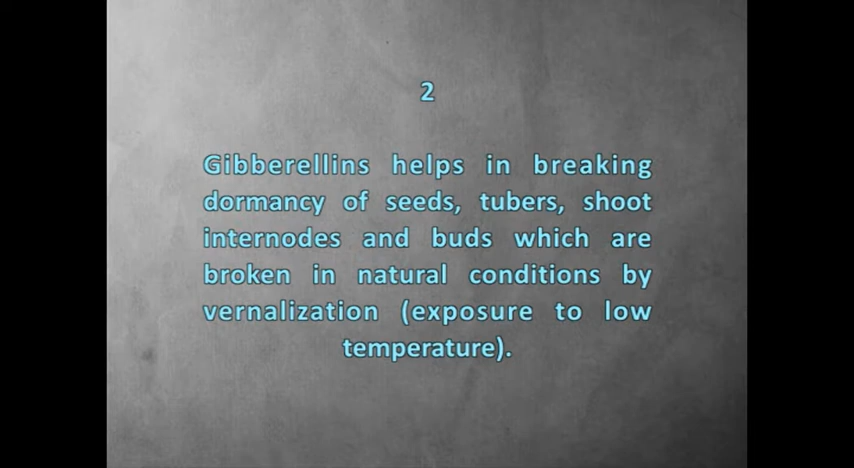 2
Gibberellins helps in breaking
dormancy of seeds, tubers, shoot
internodes and buds which are
broken in natural conditions by
vernalization (exposure to low
temperature).